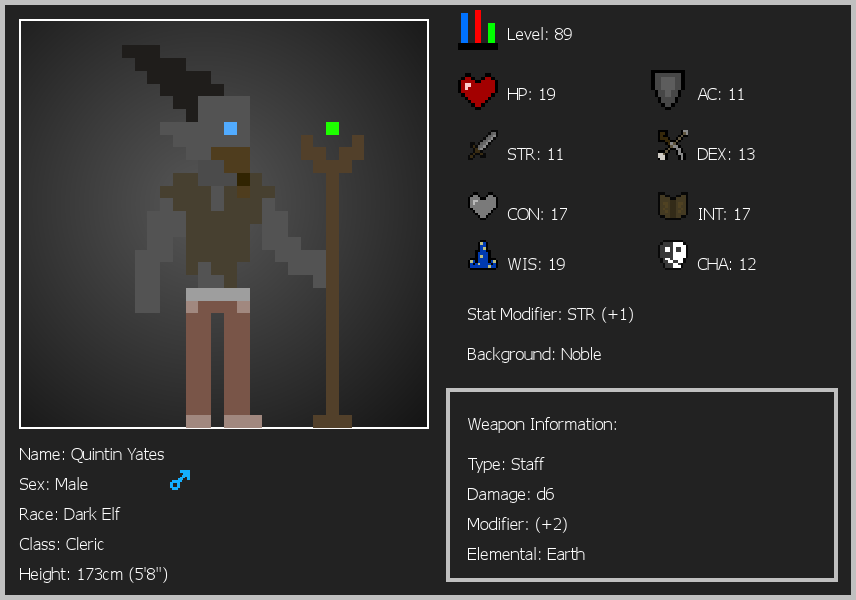 Level: 89
HP: 19
AC: 11
STR: 11
DEX: 13
CON: 17
INT: 17
WIS: 19
CHA: 12
Stat Modifier: STR (+1)
Background: Noble
Weapon Information:
Type: Staff
Damage: d6
Modifier: (+2)
Elemental: Earth
Name: Quintin Yates
Sex: Male
Race: Dark Elf
Class: Cleric
Height: 173cm (5'8")